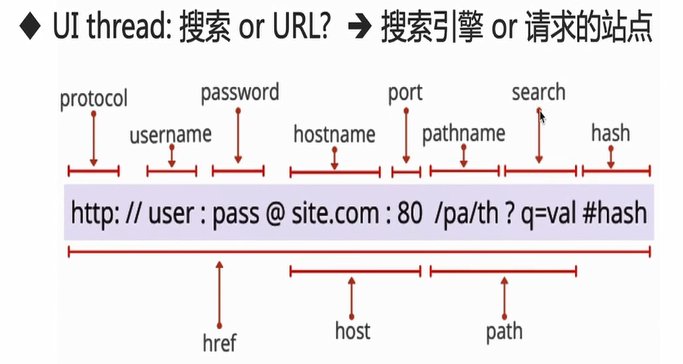 ◆ UI thread: 搜索 or URL? ➔ 搜索引擎 or 请求的站点
protocol password port search
username hostname pathname hash
http: // user : pass @ site.com : 80 /pa/th ? q=val #hash
href host path